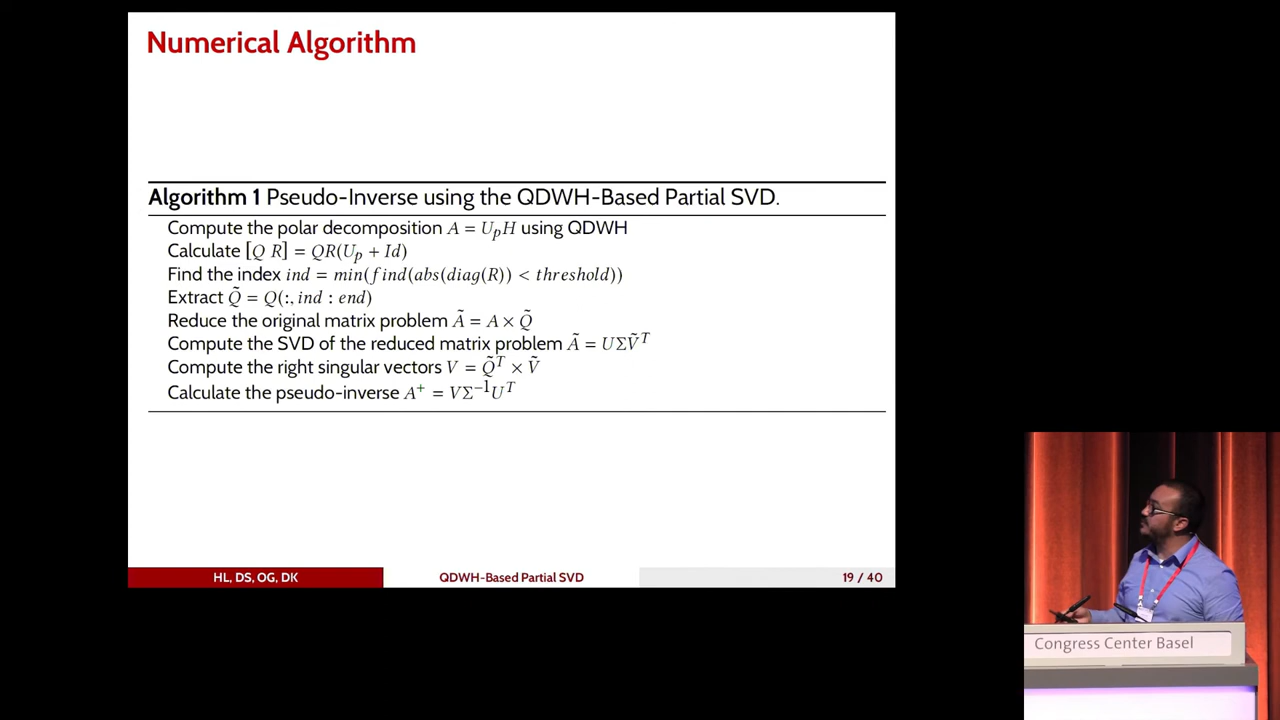 Numerical Algorithm
Algorithm 1 Pseudo-Inverse using the QDWH-Based Partial SVD.
Compute the polar decomposition A = U_pH using QDWH
Calculate [Q R] = QR(U_p + Id)
Find the index ind = min(find(abs(diag(R)) < threshold))
Extract Q̃ = Q(:, ind : end)
Reduce the original matrix problem Ã = A × Q̃
Compute the SVD of the reduced matrix problem Ã = UΣṼ^T
Compute the right singular vectors V = Q̃^T × Ṽ
Calculate the pseudo-inverse A^+ = VΣ^{-1}U^T
HL, DS, OG, DK
QDWH-Based Partial SVD
19 / 40
Congress Center Basel